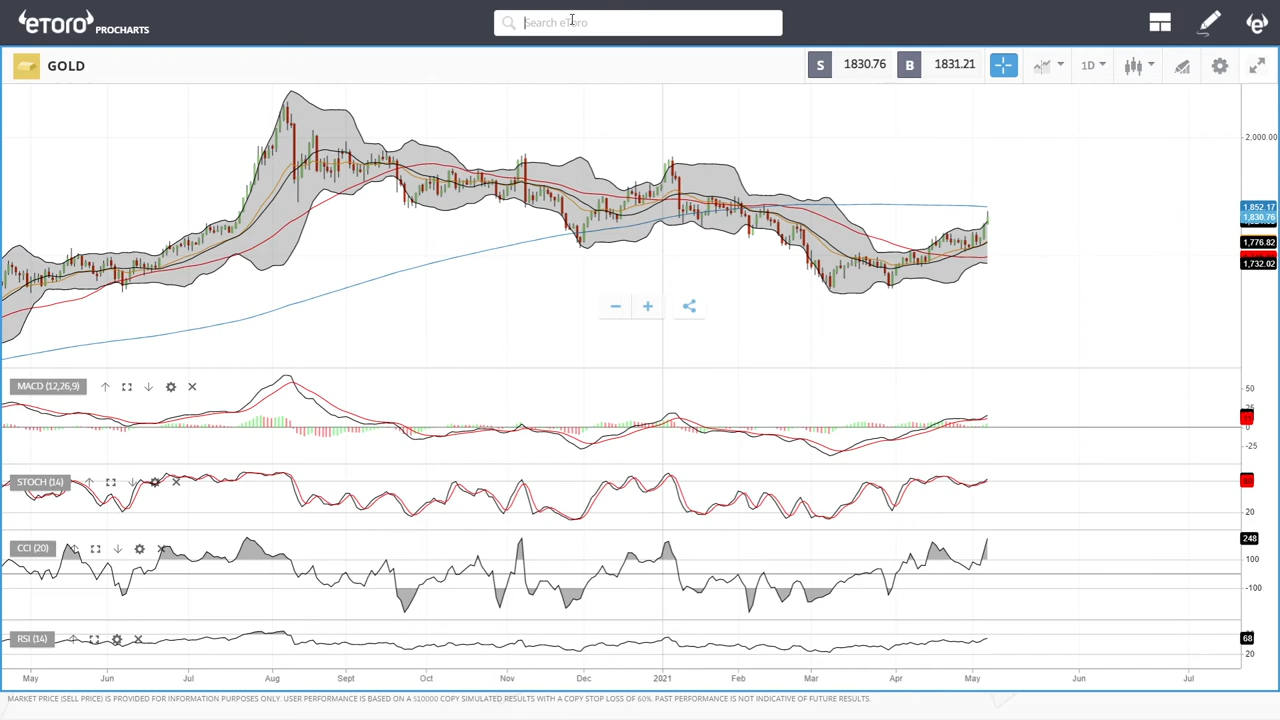 eToro PROCHARTS
Search eToro
GOLD
S 1830.76 B 1831.21 1D
2,000.00
1,852.17
1,830.76
1,776.82
1,732.02
MACD (12,26,9)
50
25
0
-25
STOCH (14)
20
CCI (20)
248
100
-100
RSI (14)
68
20
May Jun Jul Aug Sept Oct Nov Dec 2021 Feb Mar Apr May Jun Jul
MARKET PRICE (SELL PRICE) IS PROVIDED FOR INFORMATION PURPOSES ONLY. USER PERFORMANCE IS BASED ON A $10000 COPY SIMULATED RESULTS WITH A COPY STOP LOSS OF 60%. PAST PERFORMANCE IS NOT INDICATIVE OF FUTURE RESULTS.